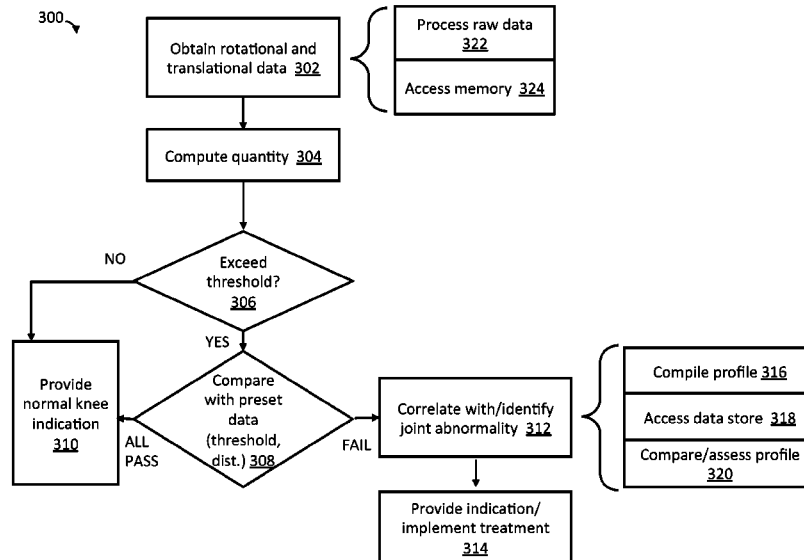 300
Obtain rotational and
translational data 302
Process raw data
322
Access memory 324
Compute quantity 304
Exceed
threshold?
306
NO
YES
Compare
with preset
data
(threshold,
dist.) 308
ALL
PASS
FAIL
Provide
normal knee
indication
310
Correlate with/identify
joint abnormality 312
Compile profile 316
Access data store 318
Compare/assess profile
320
Provide indication/
implement treatment
314